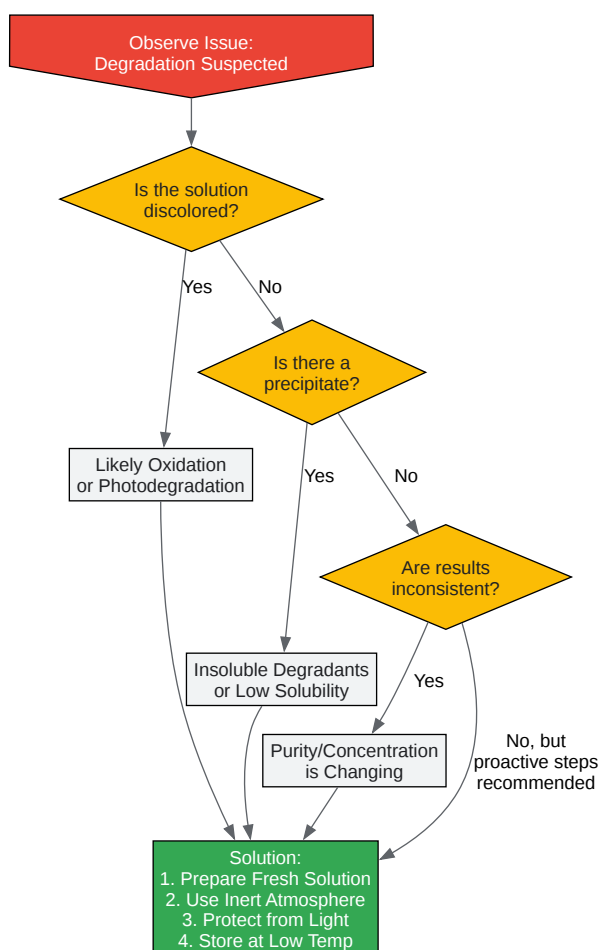 Observe Issue:
Degradation Suspected
Is the solution
discolored?
Yes
No
Is there a
precipitate?
Likely Oxidation
or Photodegradation
Yes
No
Are results
inconsistent?
Insoluble Degradants
or Low Solubility
Yes
Purity/Concentration
is Changing
No, but
proactive steps
recommended
Solution:
1. Prepare Fresh Solution
2. Use Inert Atmosphere
3. Protect from Light
4. Store at Low Temp